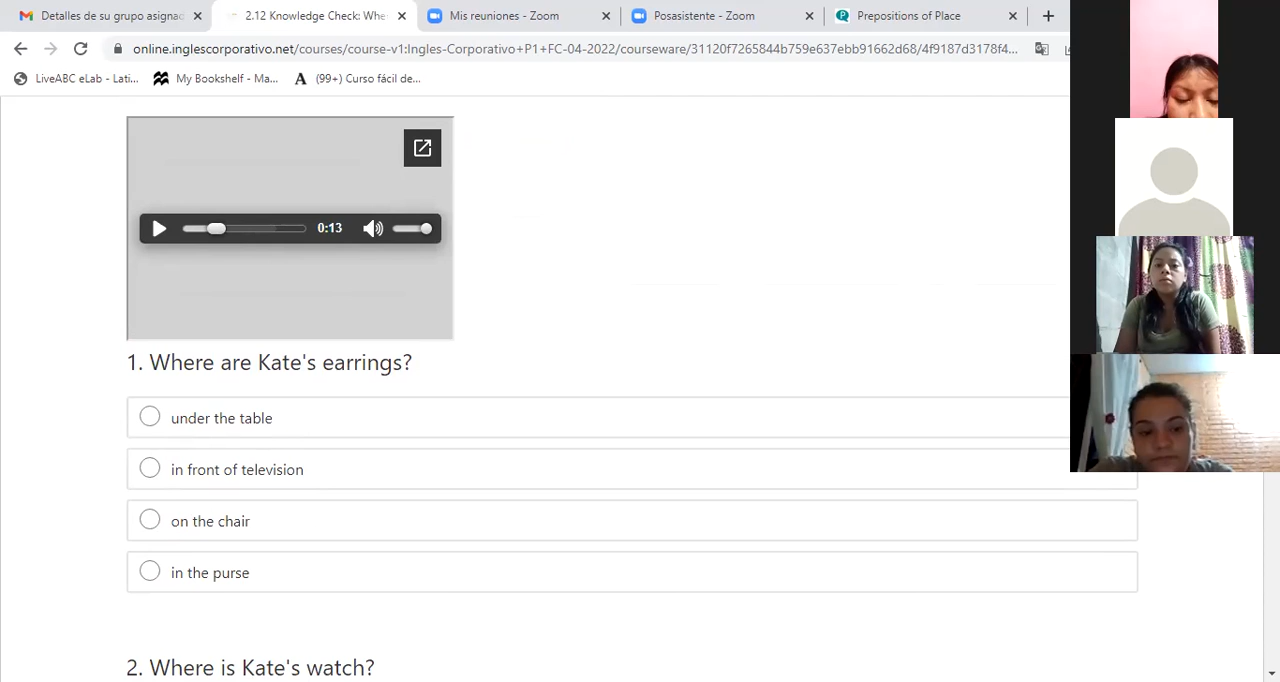 Detalles de su grupo asignac
2.12 Knowledge Check: Whe
Mis reuniones - Zoom
Posasistente - Zoom
Prepositions of Place
online.inglescorporativo.net/courses/course-v1:Ingles-Corporativo+P1+FC-04-2022/courseware/31120f7265844b759e637ebb91662d68/4f9187d3178f4...
LiveABC eLab - Lati...
My Bookshelf - Ma...
(99+) Curso fácil de...
0:13
1. Where are Kate's earrings?
under the table
in front of television
on the chair
in the purse
2. Where is Kate's watch?